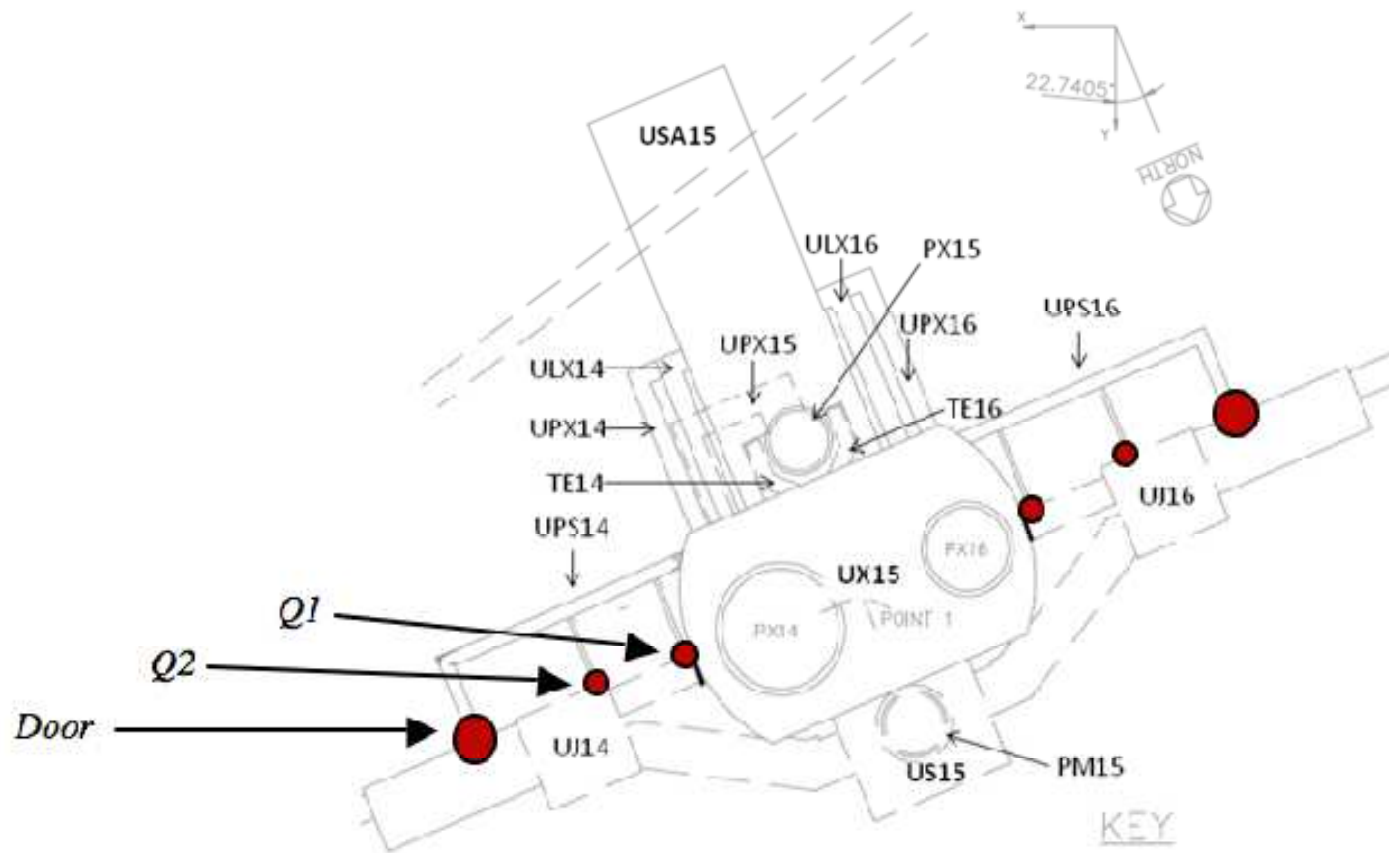 X
22.7405°
Y
NORTH
USA15
ULX16
PX15
UPS16
UPX16
UPX15
ULX14
UPX14
TE16
TE14
UJ16
UPS14
PX16
UX15
Q1
PX14
POINT 1
Q2
Door
UJ14
US15
PM15
KEY